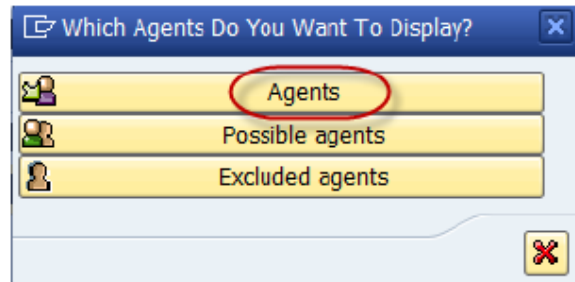 Which Agents Do You Want To Display?
Agents
Possible agents
Excluded agents